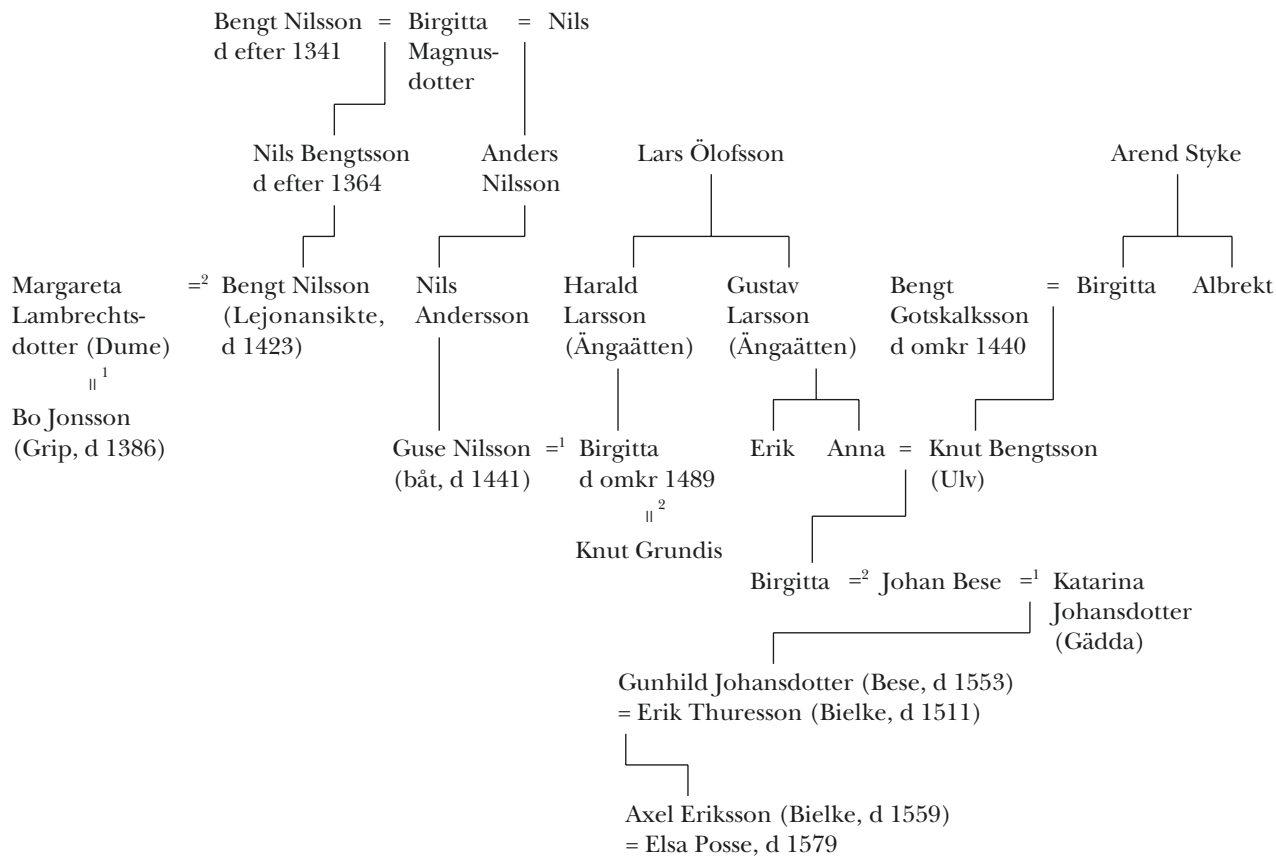 Bengt Nilsson = Birgitta = Nils
d efter 1341 Magnus-
dotter
Nils Bengtsson Anders Lars Ölofsson Arend Styke
d efter 1364 Nilsson
Margareta =² Bengt Nilsson Nils Harald Gustav Bengt = Birgitta Albrekt
Lambrechts- (Lejonansikte, Andersson Larsson Larsson Gotskalksson
dotter (Dume) d 1423) (Ängaätten) (Ängaätten) d omkr 1440
= ¹
Bo Jonsson
(Grip, d 1386) Guse Nilsson =¹ Birgitta Erik Anna = Knut Bengtsson
(båt, d 1441) d omkr 1489 (Ulv)
= ²
Knut Grundis
Birgitta =² Johan Bese =¹ Katarina
Johansdotter
(Gädda)
Gunhild Johansdotter (Bese, d 1553)
= Erik Thuresson (Bielke, d 1511)
Axel Eriksson (Bielke, d 1559)
= Elsa Posse, d 1579